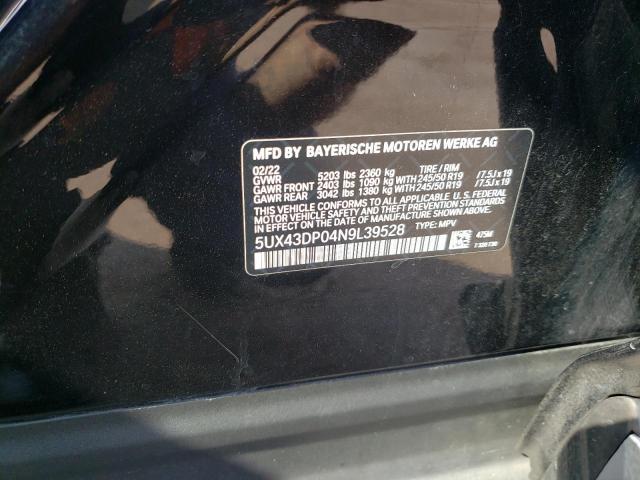 MFD BY BAYERISCHE MOTOREN WERKE AG
02/22 TIRE / RIM
GVWR 5203 lbs 2360 kg
GAWR FRONT 2403 lbs 1090 kg WITH 245/50 R19 /7.5J x 19
GAWR REAR 3042 lbs 1380 kg WITH 245/50 R19 /7.5J x 19
THIS VEHICLE CONFORMS TO ALL APPLICABLE U.S. FEDERAL
MOTOR VEHICLE SAFETY AND THEFT PREVENTION STANDARDS
IN EFFECT ON THE DATE OF MANUFACTURE SHOWN ABOVE.
5UX43DP04N9L39528 TYPE: MPV
475M